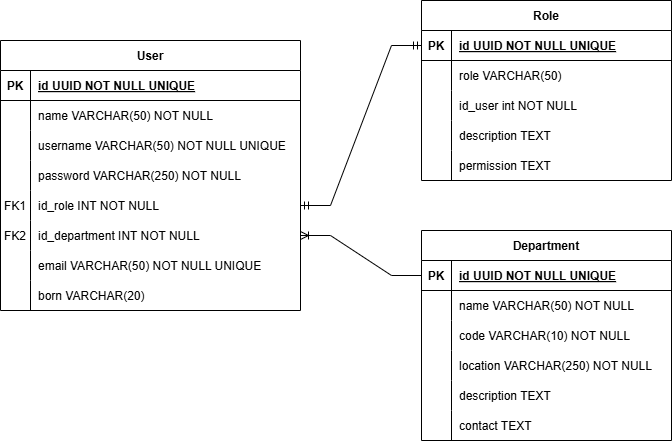 User
PK id UUID NOT NULL UNIQUE
name VARCHAR(50) NOT NULL
username VARCHAR(50) NOT NULL UNIQUE
password VARCHAR(250) NOT NULL
FK1 id_role INT NOT NULL
FK2 id_department INT NOT NULL
email VARCHAR(50) NOT NULL UNIQUE
born VARCHAR(20)
Role
PK id UUID NOT NULL UNIQUE
role VARCHAR(50)
id_user int NOT NULL
description TEXT
permission TEXT
Department
PK id UUID NOT NULL UNIQUE
name VARCHAR(50) NOT NULL
code VARCHAR(10) NOT NULL
location VARCHAR(250) NOT NULL
description TEXT
contact TEXT